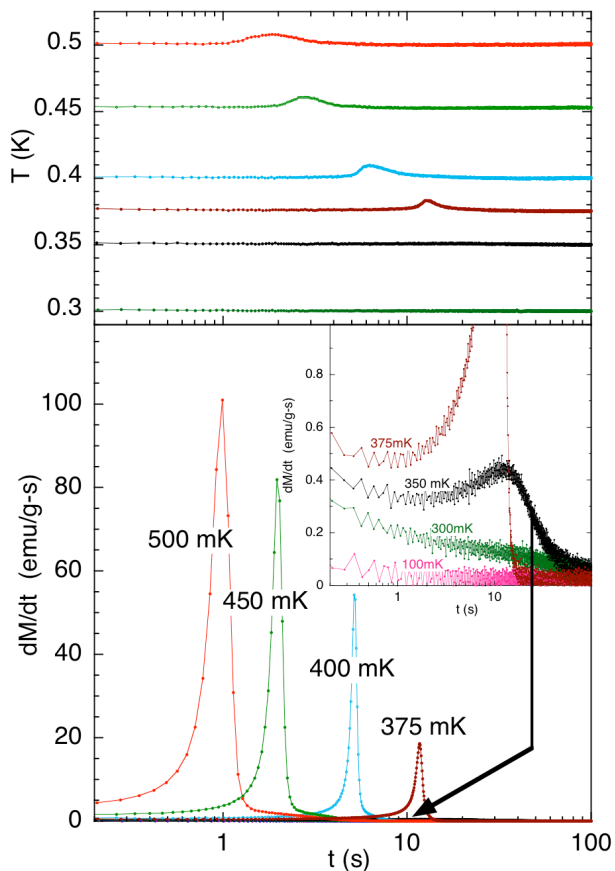 0.5
0.45
0.4
0.35
0.3
T (K)
100
80
60
40
20
0
dM/dt (emu/g-s)
500 mK
450 mK
400 mK
375 mK
0.8
0.6
0.4
0.2
0
dM/dt (emu/g-s)
375mK
350 mK
300mK
100mK
1
10
t (s)
1
10
100
t (s)